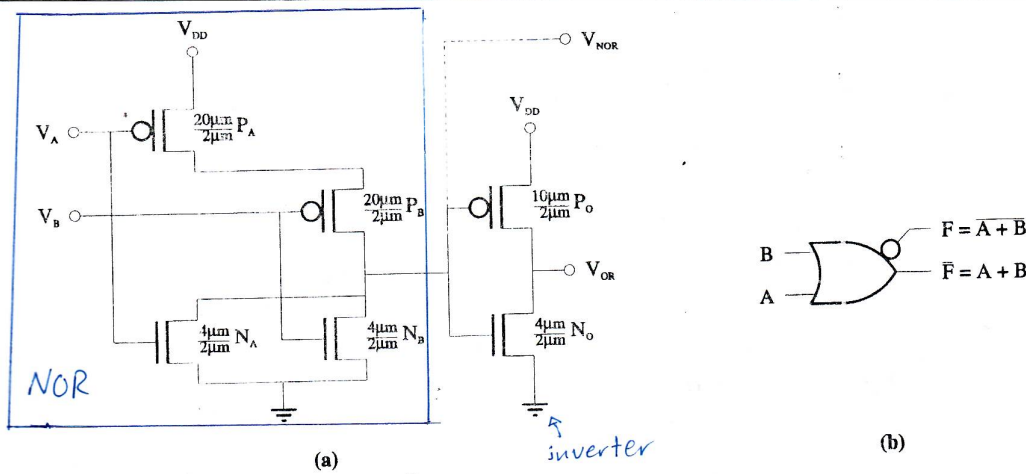 V_DD
V_NOR
V_A
20μm/2μm P_A
V_DD
V_B
20μm/2μm P_B
10μm/2μm P_O
V_OR
4μm/2μm N_A
4μm/2μm N_B
4μm/2μm N_O
NOR
inverter
(a)
B
A
F = \overline{A + B}
F̄ = A + B
(b)